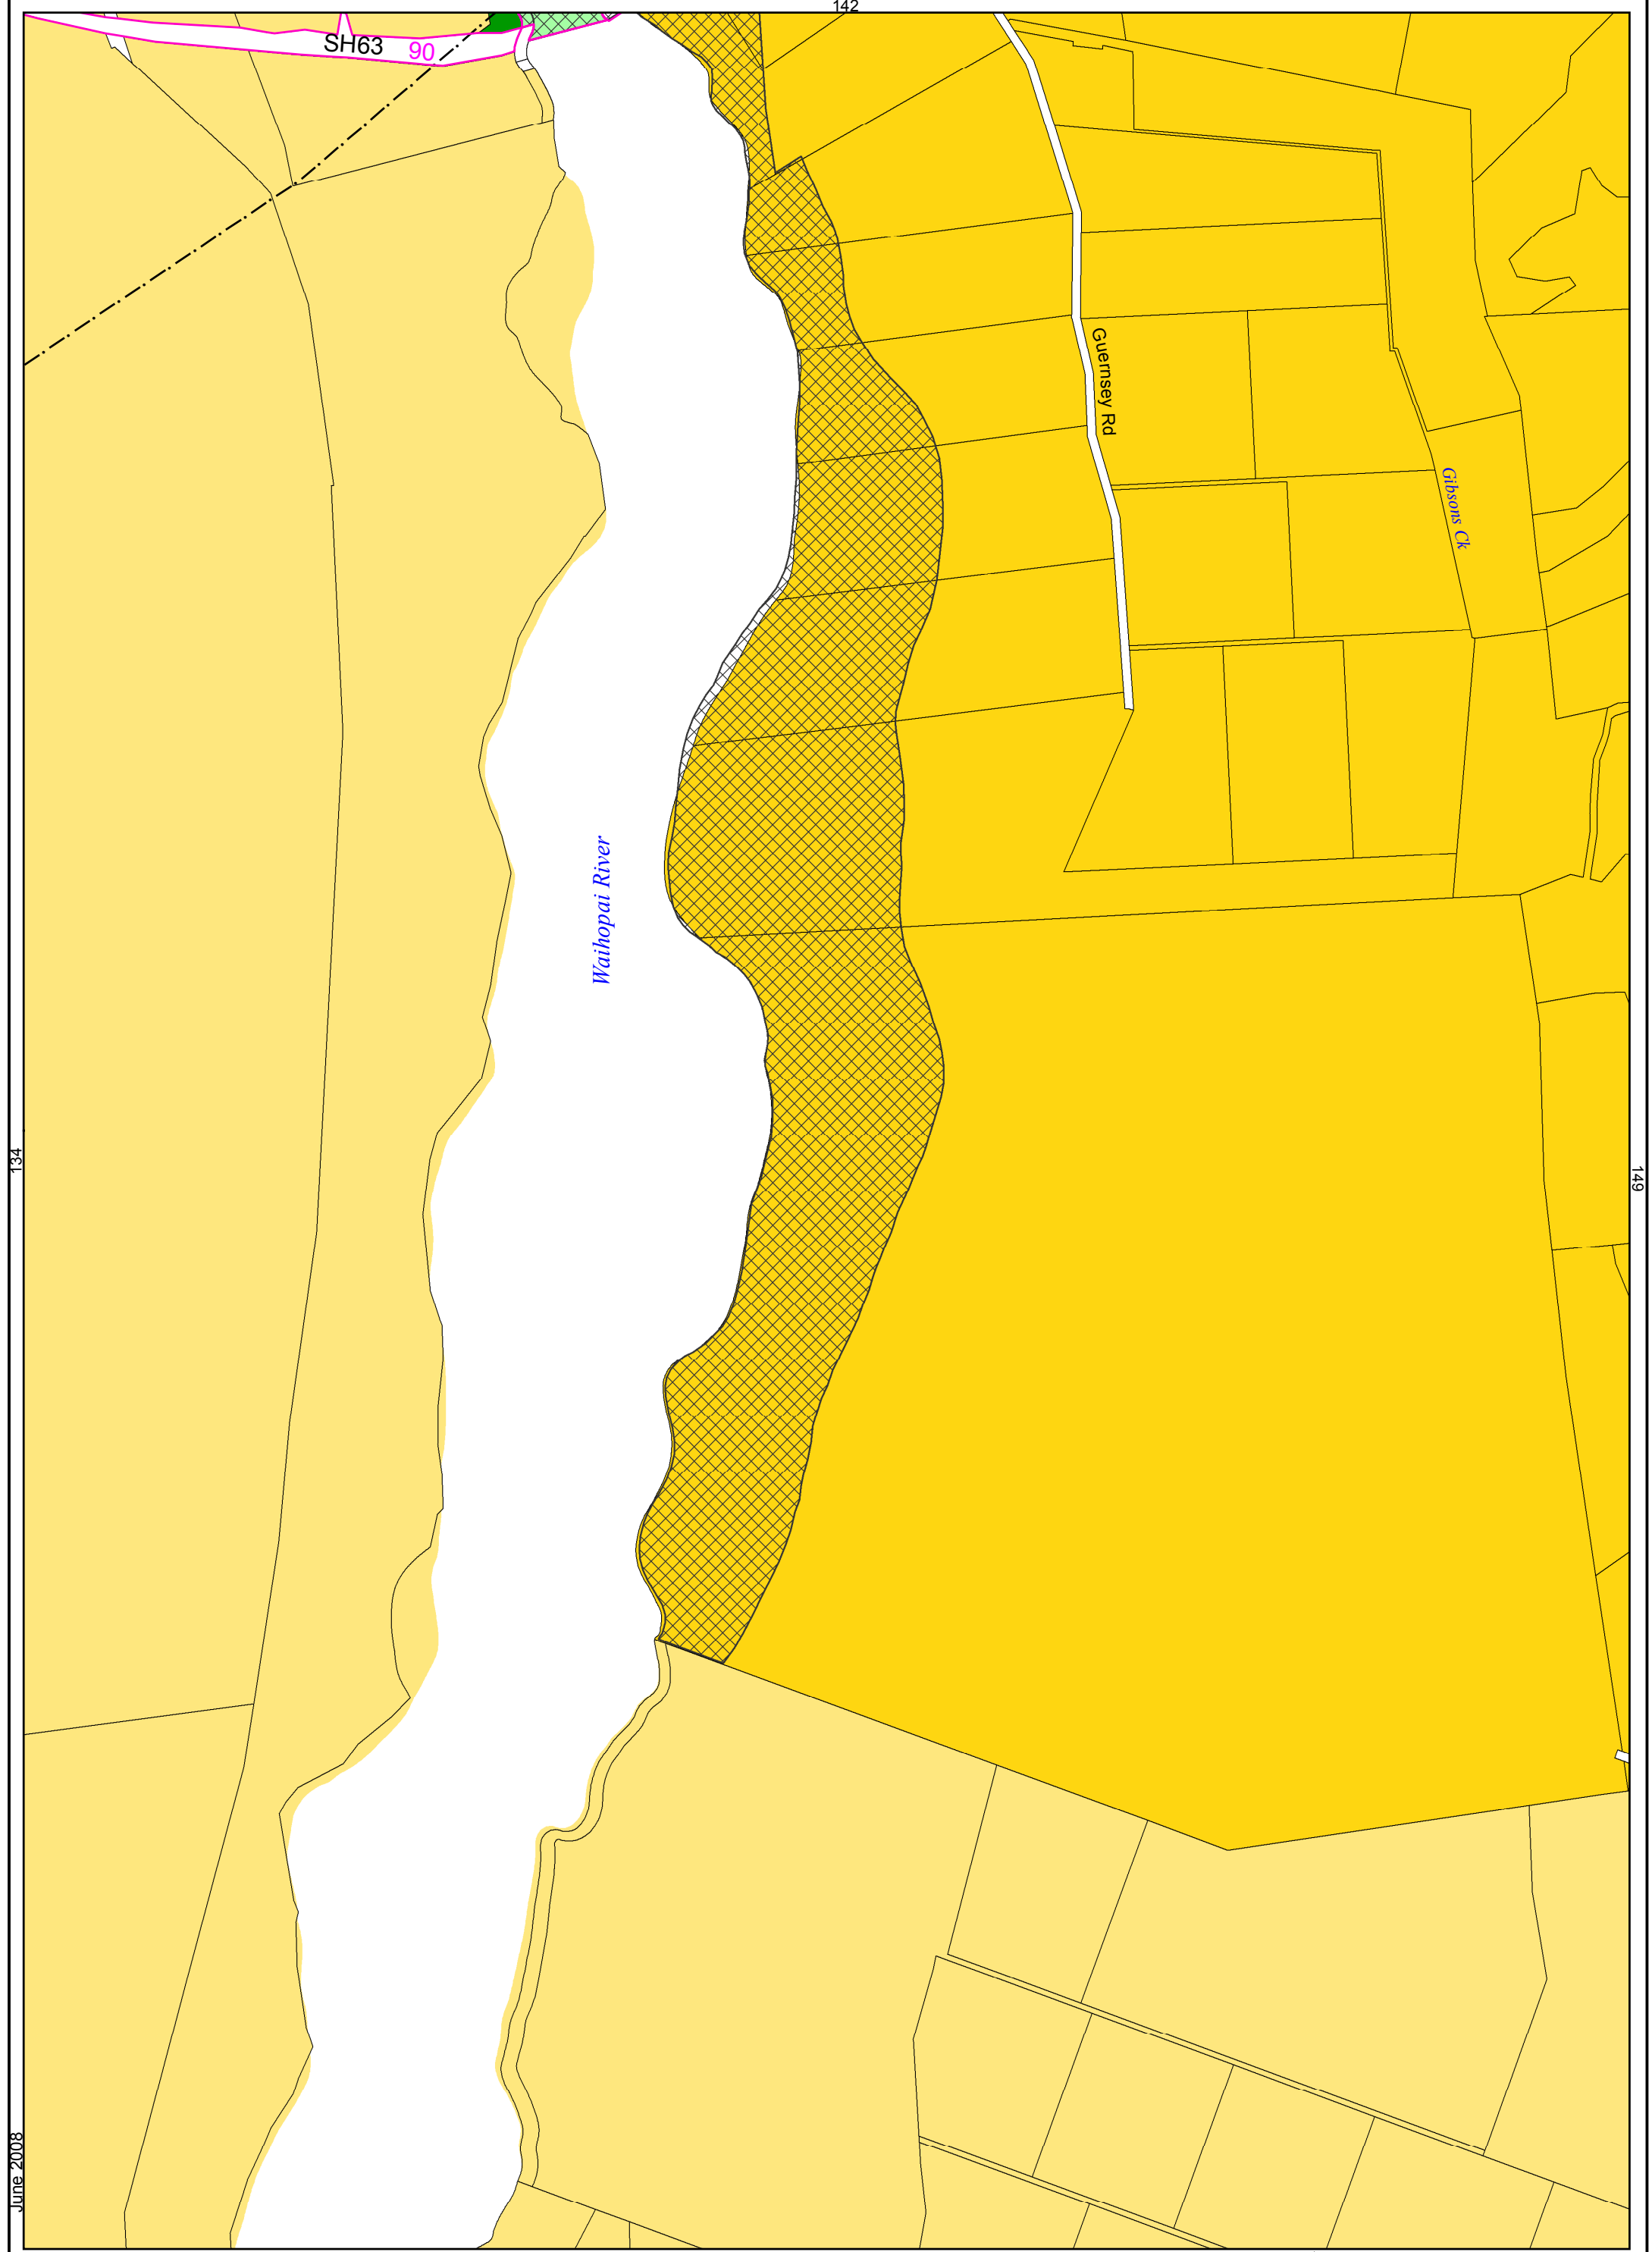 142
SH63
90
Guernsey Rd
Gibsons Ck
Waihopai River
134
149
June 2008